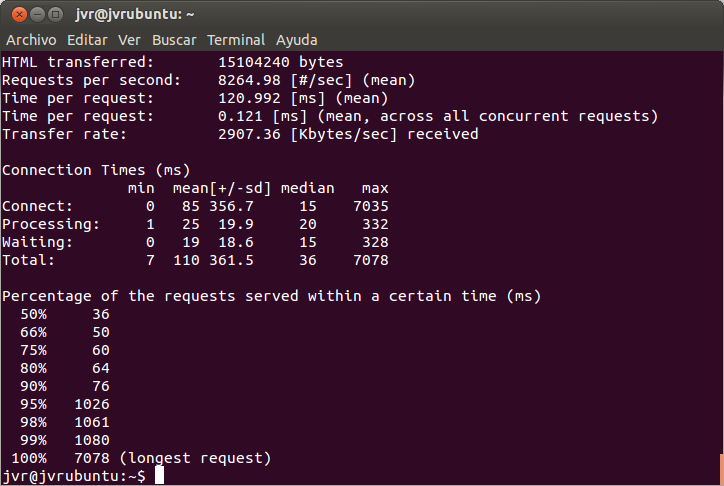 jvr@jvrubuntu: ~
Archivo Editar Ver Buscar Terminal Ayuda
HTML transferred:       15104240 bytes
Requests per second:    8264.98 [#/sec] (mean)
Time per request:       120.992 [ms] (mean)
Time per request:       0.121 [ms] (mean, across all concurrent requests)
Transfer rate:          2907.36 [Kbytes/sec] received

Connection Times (ms)
              min  mean[+/-sd] median   max
Connect:        0   85 356.7     15    7035
Processing:     1   25  19.9     20     332
Waiting:        0   19  18.6     15     328
Total:          7  110 361.5     36    7078

Percentage of the requests served within a certain time (ms)
  50%     36
  66%     50
  75%     60
  80%     64
  90%     76
  95%   1026
  98%   1061
  99%   1080
 100%   7078 (longest request)
jvr@jvrubuntu:~$